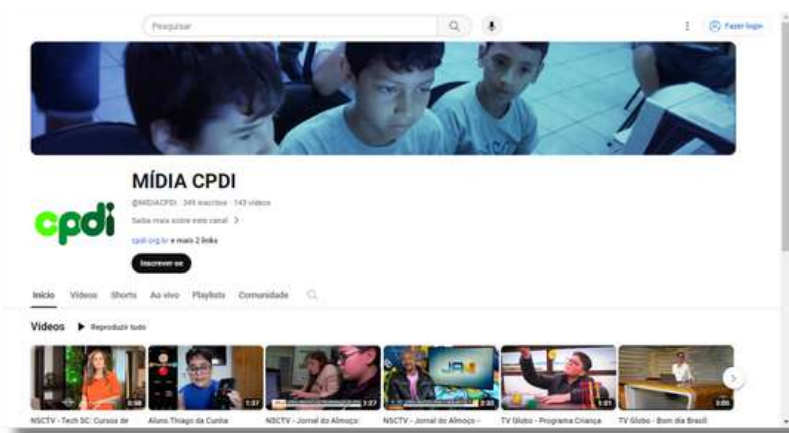 Pesquisar
Fazer login
MÍDIA CPDI
@MIDIACPDI · 349 inscritos · 143 vídeos
Saiba mais sobre este canal >
cpdi
cpdi.org.br e mais 2 links
Inscrever-se
Início Vídeos Shorts Ao vivo Playlists Comunidade
Vídeos Reproduzir tudo
0:58 1:37 1:27 JA 1:01 3:05
NSCTV - Tech SC: Cursos de Aluno Thiago da Cunha NSCTV - Jornal do Almoço: NSCTV - Jornal do Almoço - TV Globo - Programa Criança TV Globo - Bom dia Brasil